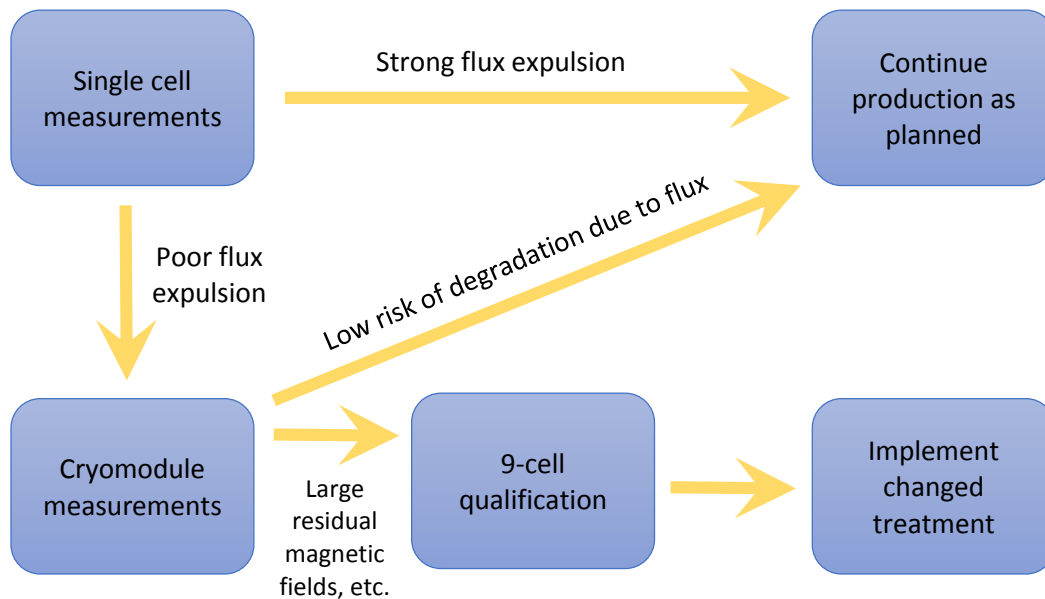 Single cell
measurements
Strong flux expulsion
Continue
production as
planned
Poor flux
expulsion
Low risk of degradation due to flux
Cryomodule
measurements
Large
residual
magnetic
fields, etc.
9-cell
qualification
Implement
changed
treatment